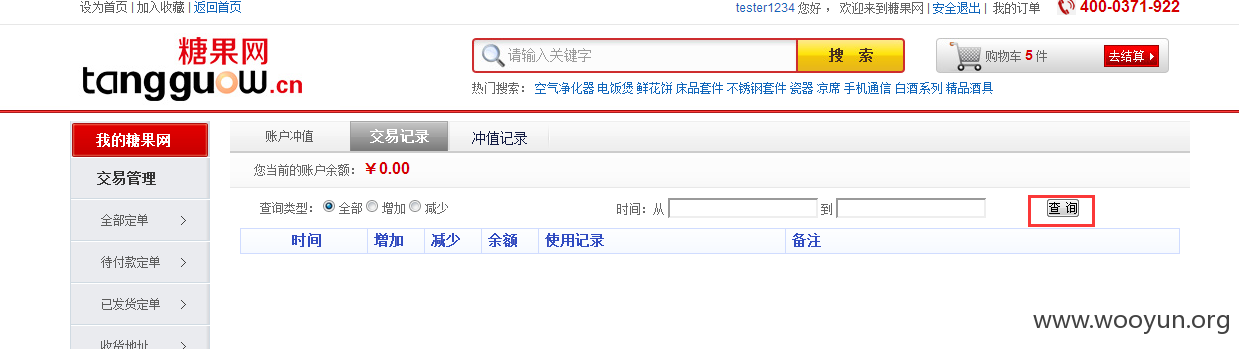 设为首页 | 加入收藏 | 返回首页
tester1234 您好， 欢迎来到糖果网 | 安全退出 | 我的订单
400-0371-922
糖果网
tangguow.cn
请输入关键字
搜 索
购物车 5 件
去结算
热门搜索： 空气净化器 电饭煲 鲜花饼 床品套件 不锈钢套件 瓷器 凉席 手机通信 白酒系列 精品酒具
我的糖果网
账户冲值
交易记录
冲值记录
您当前的账户余额：￥0.00
交易管理
查询类型： 全部 增加 减少
时间：从 到
查 询
全部定单
时间 增加 减少 余额 使用记录 备注
待付款定单
已发货定单
收货地址
www.wooyun.org